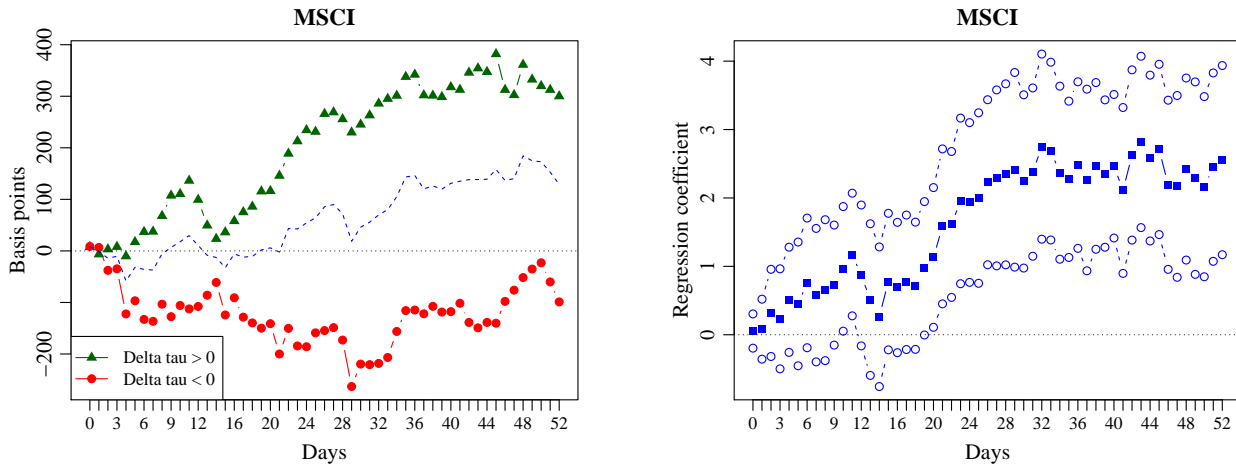 MSCI
Basis points
400
300
200
100
0
−200
Delta tau > 0
Delta tau < 0
0 3 6 9 12 16 20 24 28 32 36 40 44 48 52
Days
MSCI
Regression coefficient
4
3
2
1
0
0 3 6 9 12 16 20 24 28 32 36 40 44 48 52
Days